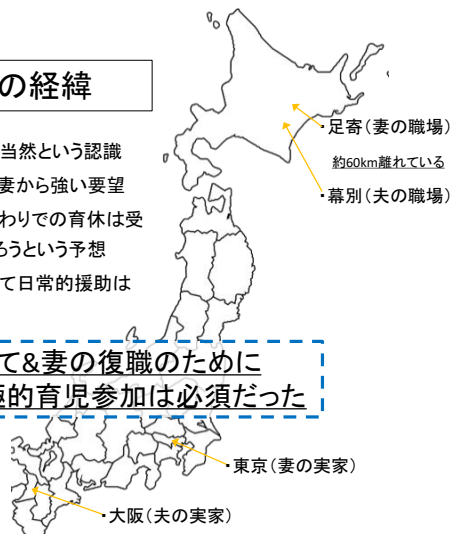 の経緯
当然という認識
妻から強い要望
わりでの育休は受
ろうという予想
て日常的援助は
・足寄（妻の職場）
約60km離れている
・幕別（夫の職場）
て&妻の復職のために
極的育児参加は必須だった
・東京（妻の実家）
・大阪（夫の実家）